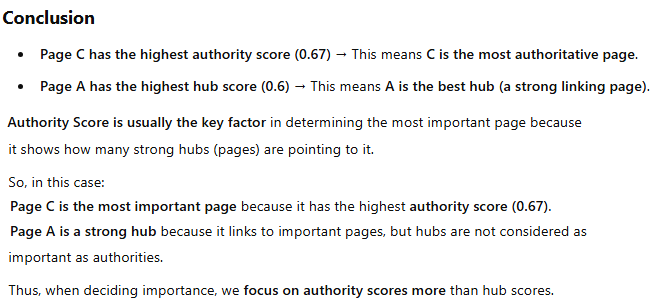 Conclusion
• Page C has the highest authority score (0.67) → This means C is the most authoritative page.
• Page A has the highest hub score (0.6) → This means A is the best hub (a strong linking page).
Authority Score is usually the key factor in determining the most important page because
it shows how many strong hubs (pages) are pointing to it.
So, in this case:
Page C is the most important page because it has the highest authority score (0.67).
Page A is a strong hub because it links to important pages, but hubs are not considered as
important as authorities.
Thus, when deciding importance, we focus on authority scores more than hub scores.